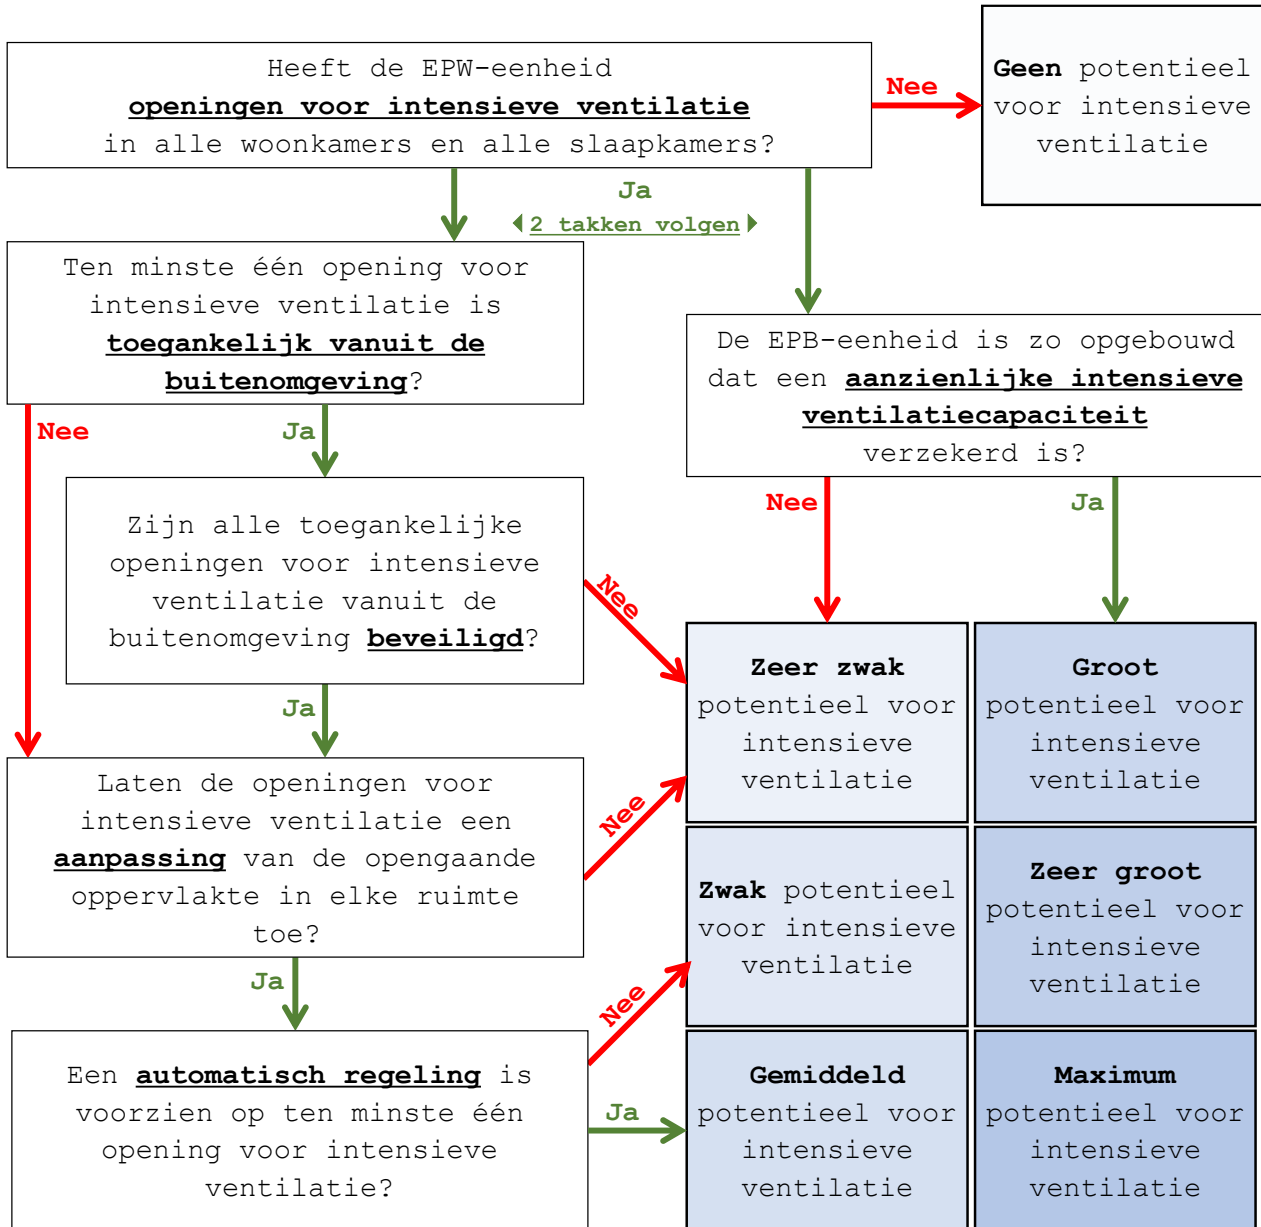 Heeft de EPW-eenheid
openingen voor intensieve ventilatie
in alle woonkamers en alle slaapkamers?
Nee
Geen potentieel
voor intensieve
ventilatie
Ja
2 takken volgen
Ten minste één opening voor
intensieve ventilatie is
toegankelijk vanuit de
buitenomgeving?
De EPB-eenheid is zo opgebouwd
dat een aanzienlijke intensieve
ventilatiecapaciteit
verzekerd is?
Nee
Ja
Nee
Ja
Zijn alle toegankelijke
openingen voor intensieve
ventilatie vanuit de
buitenomgeving beveiligd?
Nee
Ja
Zeer zwak
potentieel voor
intensieve
ventilatie
Groot
potentieel voor
intensieve
ventilatie
Laten de openingen voor
intensieve ventilatie een
aanpassing van de opengaande
oppervlakte in elke ruimte
toe?
Nee
Ja
Zwak potentieel
voor intensieve
ventilatie
Zeer groot
potentieel voor
intensieve
ventilatie
Een automatisch regeling is
voorzien op ten minste één
opening voor intensieve
ventilatie?
Nee
Ja
Gemiddeld
potentieel voor
intensieve
ventilatie
Maximum
potentieel voor
intensieve
ventilatie